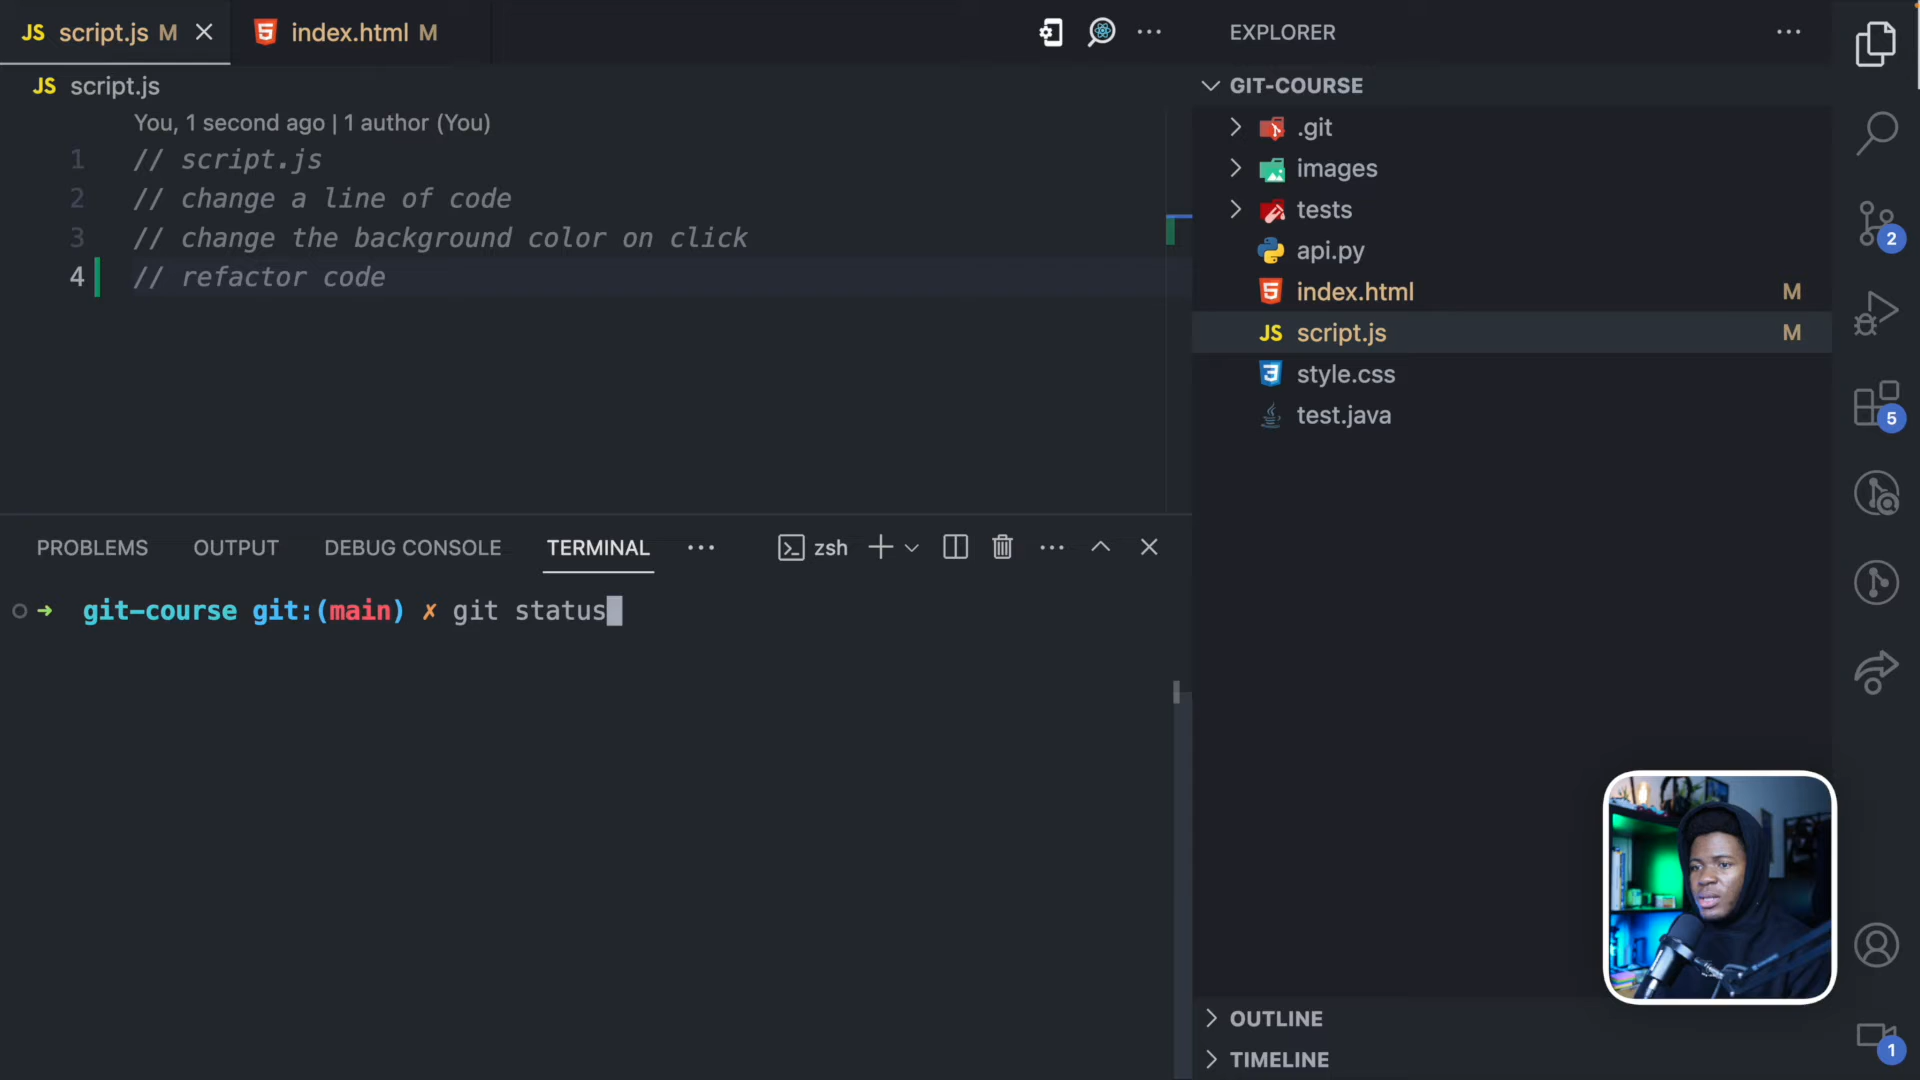 JS script.js M
index.html M
EXPLORER
JS script.js
GIT-COURSE
You, 1 second ago | 1 author (You)
1 // script.js
2 // change a line of code
3 // change the background color on click
4 // refactor code
.git
images
tests
api.py
index.html M
JS script.js M
style.css
test.java
2
5
PROBLEMS OUTPUT DEBUG CONSOLE TERMINAL zsh
git-course git:(main) ✗ git status
OUTLINE
TIMELINE
1